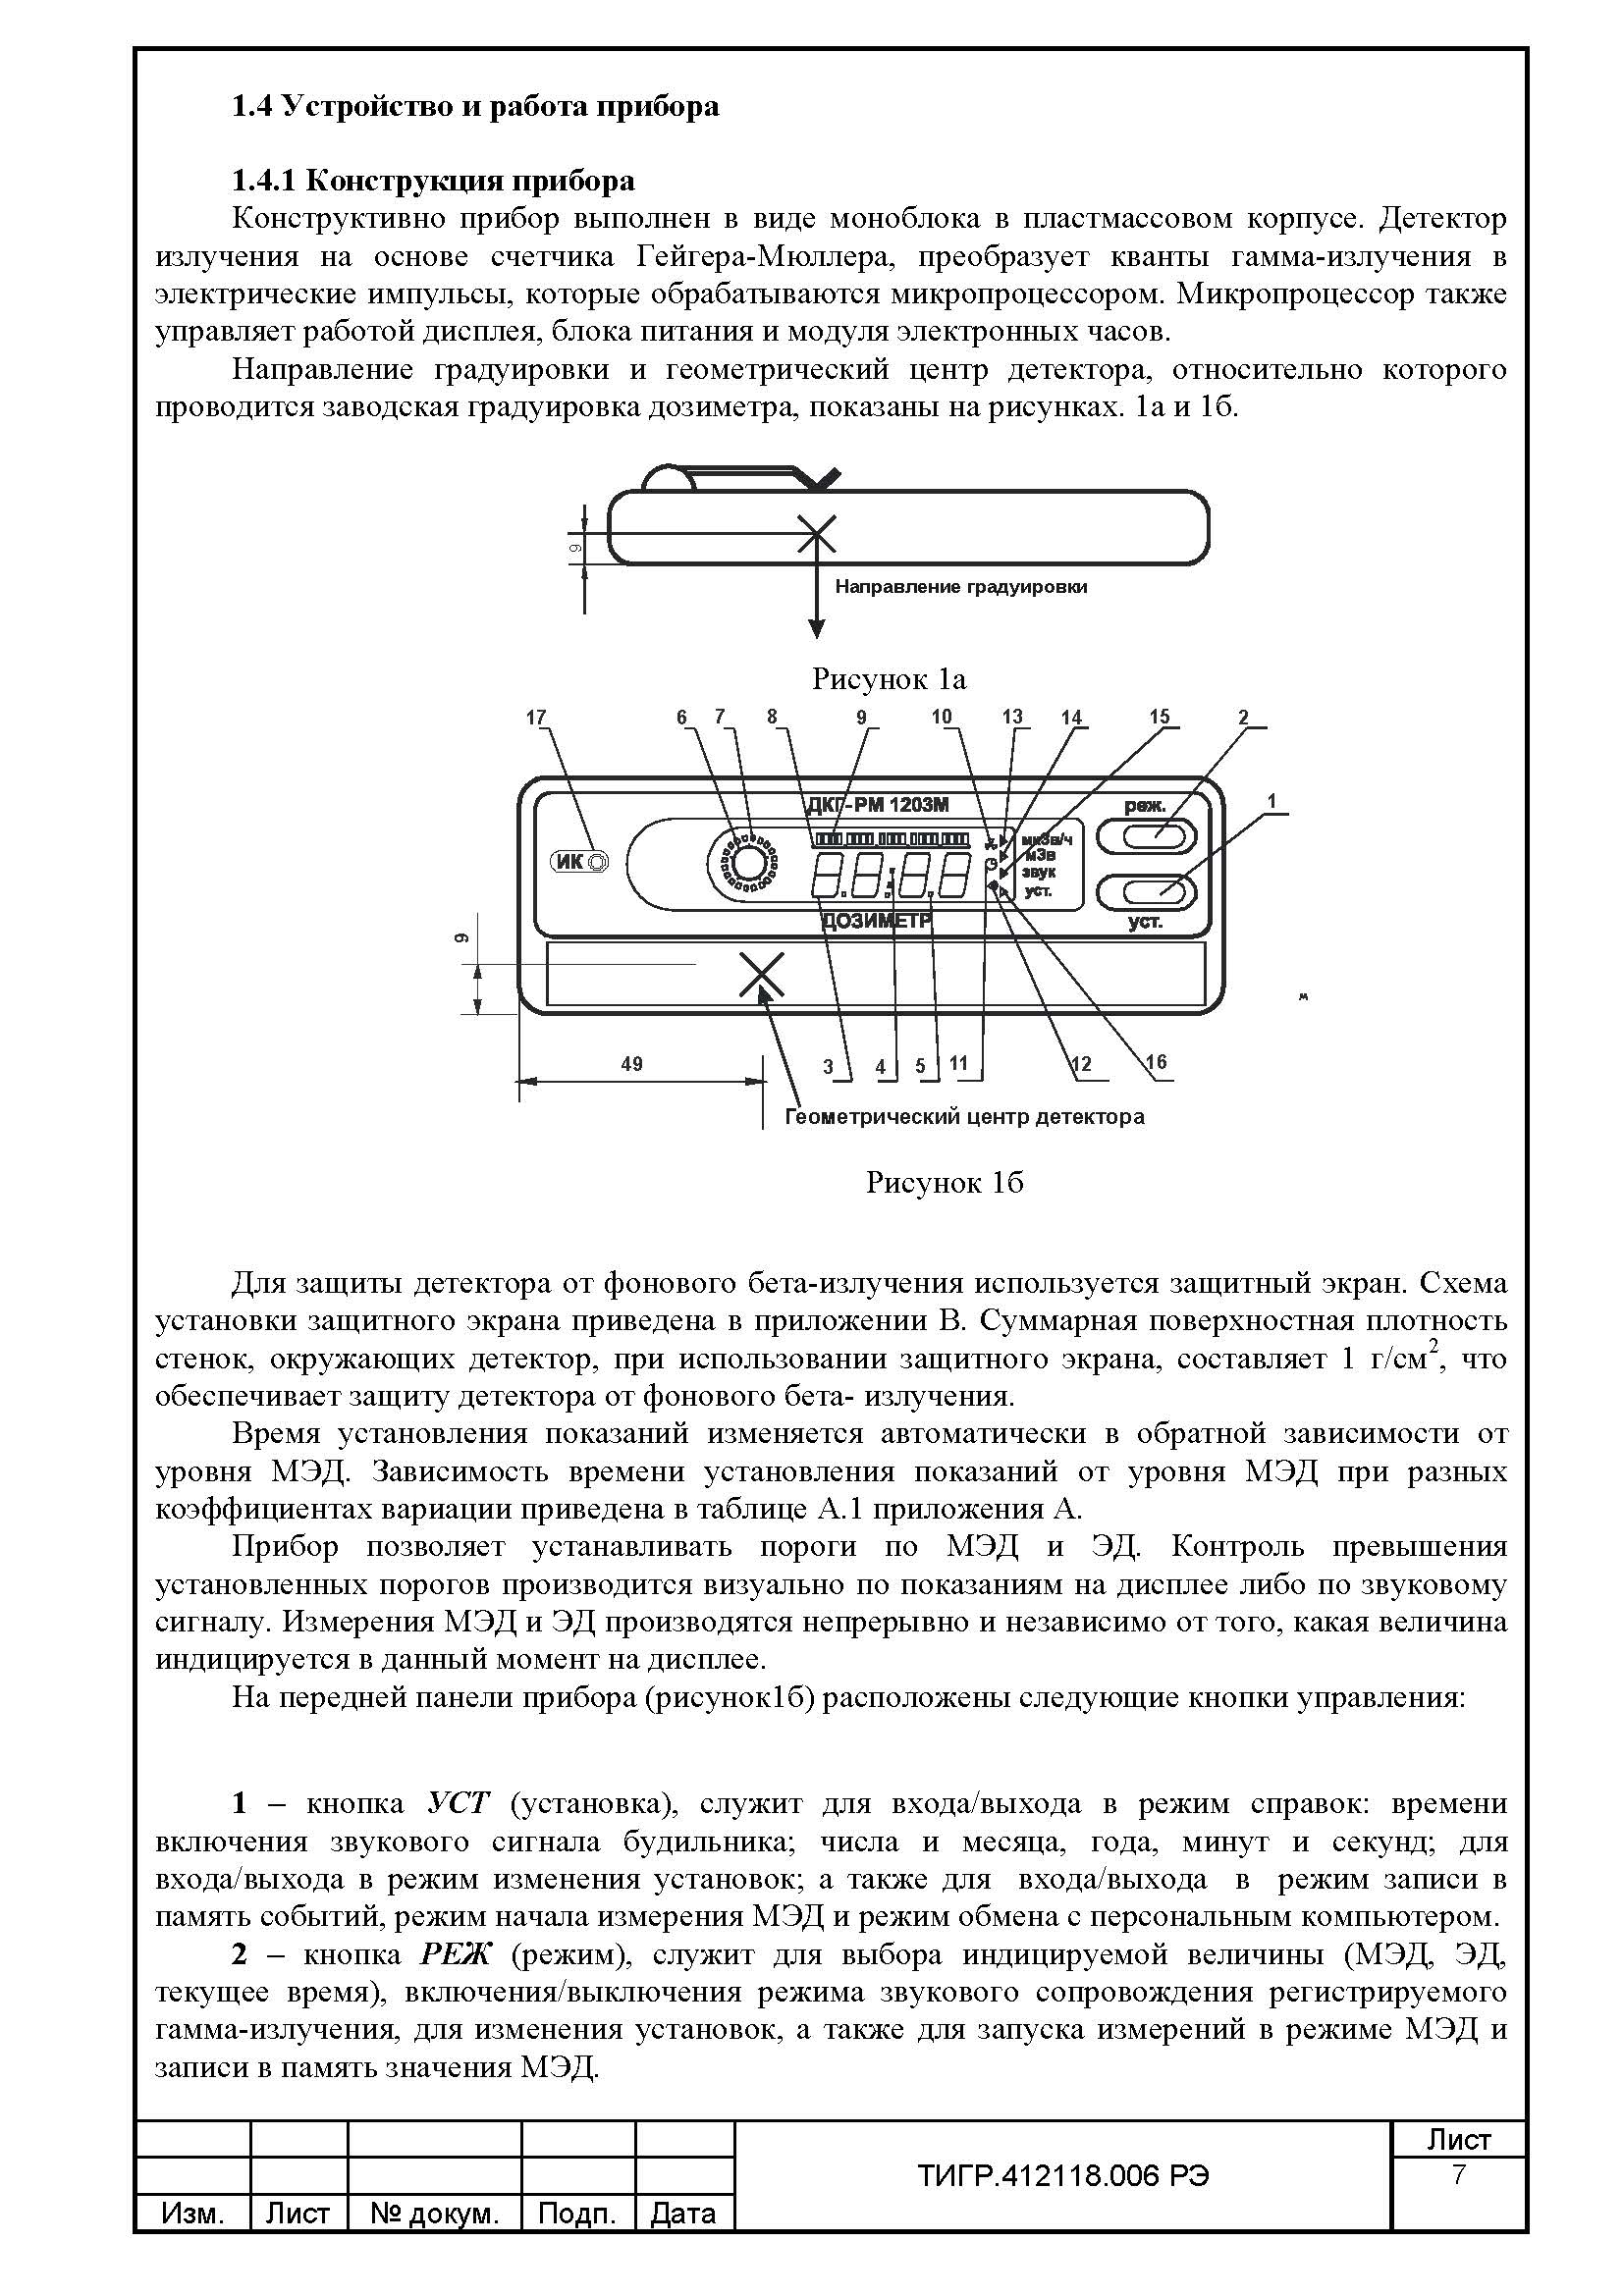 1.4 Устройство и работа прибора
1.4.1 Конструкция прибора
Конструктивно прибор выполнен в виде моноблока в пластмассовом корпусе. Детектор
излучения на основе счетчика Гейгера-Мюллера, преобразует кванты гамма-излучения в
электрические импульсы, которые обрабатываются микропроцессором. Микропроцессор также
управляет работой дисплея, блока питания и модуля электронных часов.
Направление градуировки и геометрический центр детектора, относительно которого
проводится заводская градуировка дозиметра, показаны на рисунках. 1а и 1б.
9
Направление градуировки
Рисунок 1а
17 6 7 8 9 10 13 14 15 2
1
ДКГ-РМ 1203М
реж.
мкЗв/ч
мЗв
ИК
звук
уст.
ДОЗИМЕТР
уст.
9
м
49
3 4 5 11 12 16
Геометрический центр детектора
Рисунок 1б
Для защиты детектора от фонового бета-излучения используется защитный экран. Схема
установки защитного экрана приведена в приложении В. Суммарная поверхностная плотность
стенок, окружающих детектор, при использовании защитного экрана, составляет 1 г/см², что
обеспечивает защиту детектора от фонового бета- излучения.
Время установления показаний изменяется автоматически в обратной зависимости от
уровня МЭД. Зависимость времени установления показаний от уровня МЭД при разных
коэффициентах вариации приведена в таблице А.1 приложения А.
Прибор позволяет устанавливать пороги по МЭД и ЭД. Контроль превышения
установленных порогов производится визуально по показаниям на дисплее либо по звуковому
сигналу. Измерения МЭД и ЭД производятся непрерывно и независимо от того, какая величина
индицируется в данный момент на дисплее.
На передней панели прибора (рисунок1б) расположены следующие кнопки управления:
1 – кнопка УСТ (установка), служит для входа/выхода в режим справок: времени
включения звукового сигнала будильника; числа и месяца, года, минут и секунд; для
входа/выхода в режим изменения установок; а также для входа/выхода в режим записи в
память событий, режим начала измерения МЭД и режим обмена с персональным компьютером.
2 – кнопка РЕЖ (режим), служит для выбора индицируемой величины (МЭД, ЭД,
текущее время), включения/выключения режима звукового сопровождения регистрируемого
гамма-излучения, для изменения установок, а также для запуска измерений в режиме МЭД и
записи в память значения МЭД.
Лист
ТИГР.412118.006 РЭ
7
Изм. Лист № докум. Подп. Дата